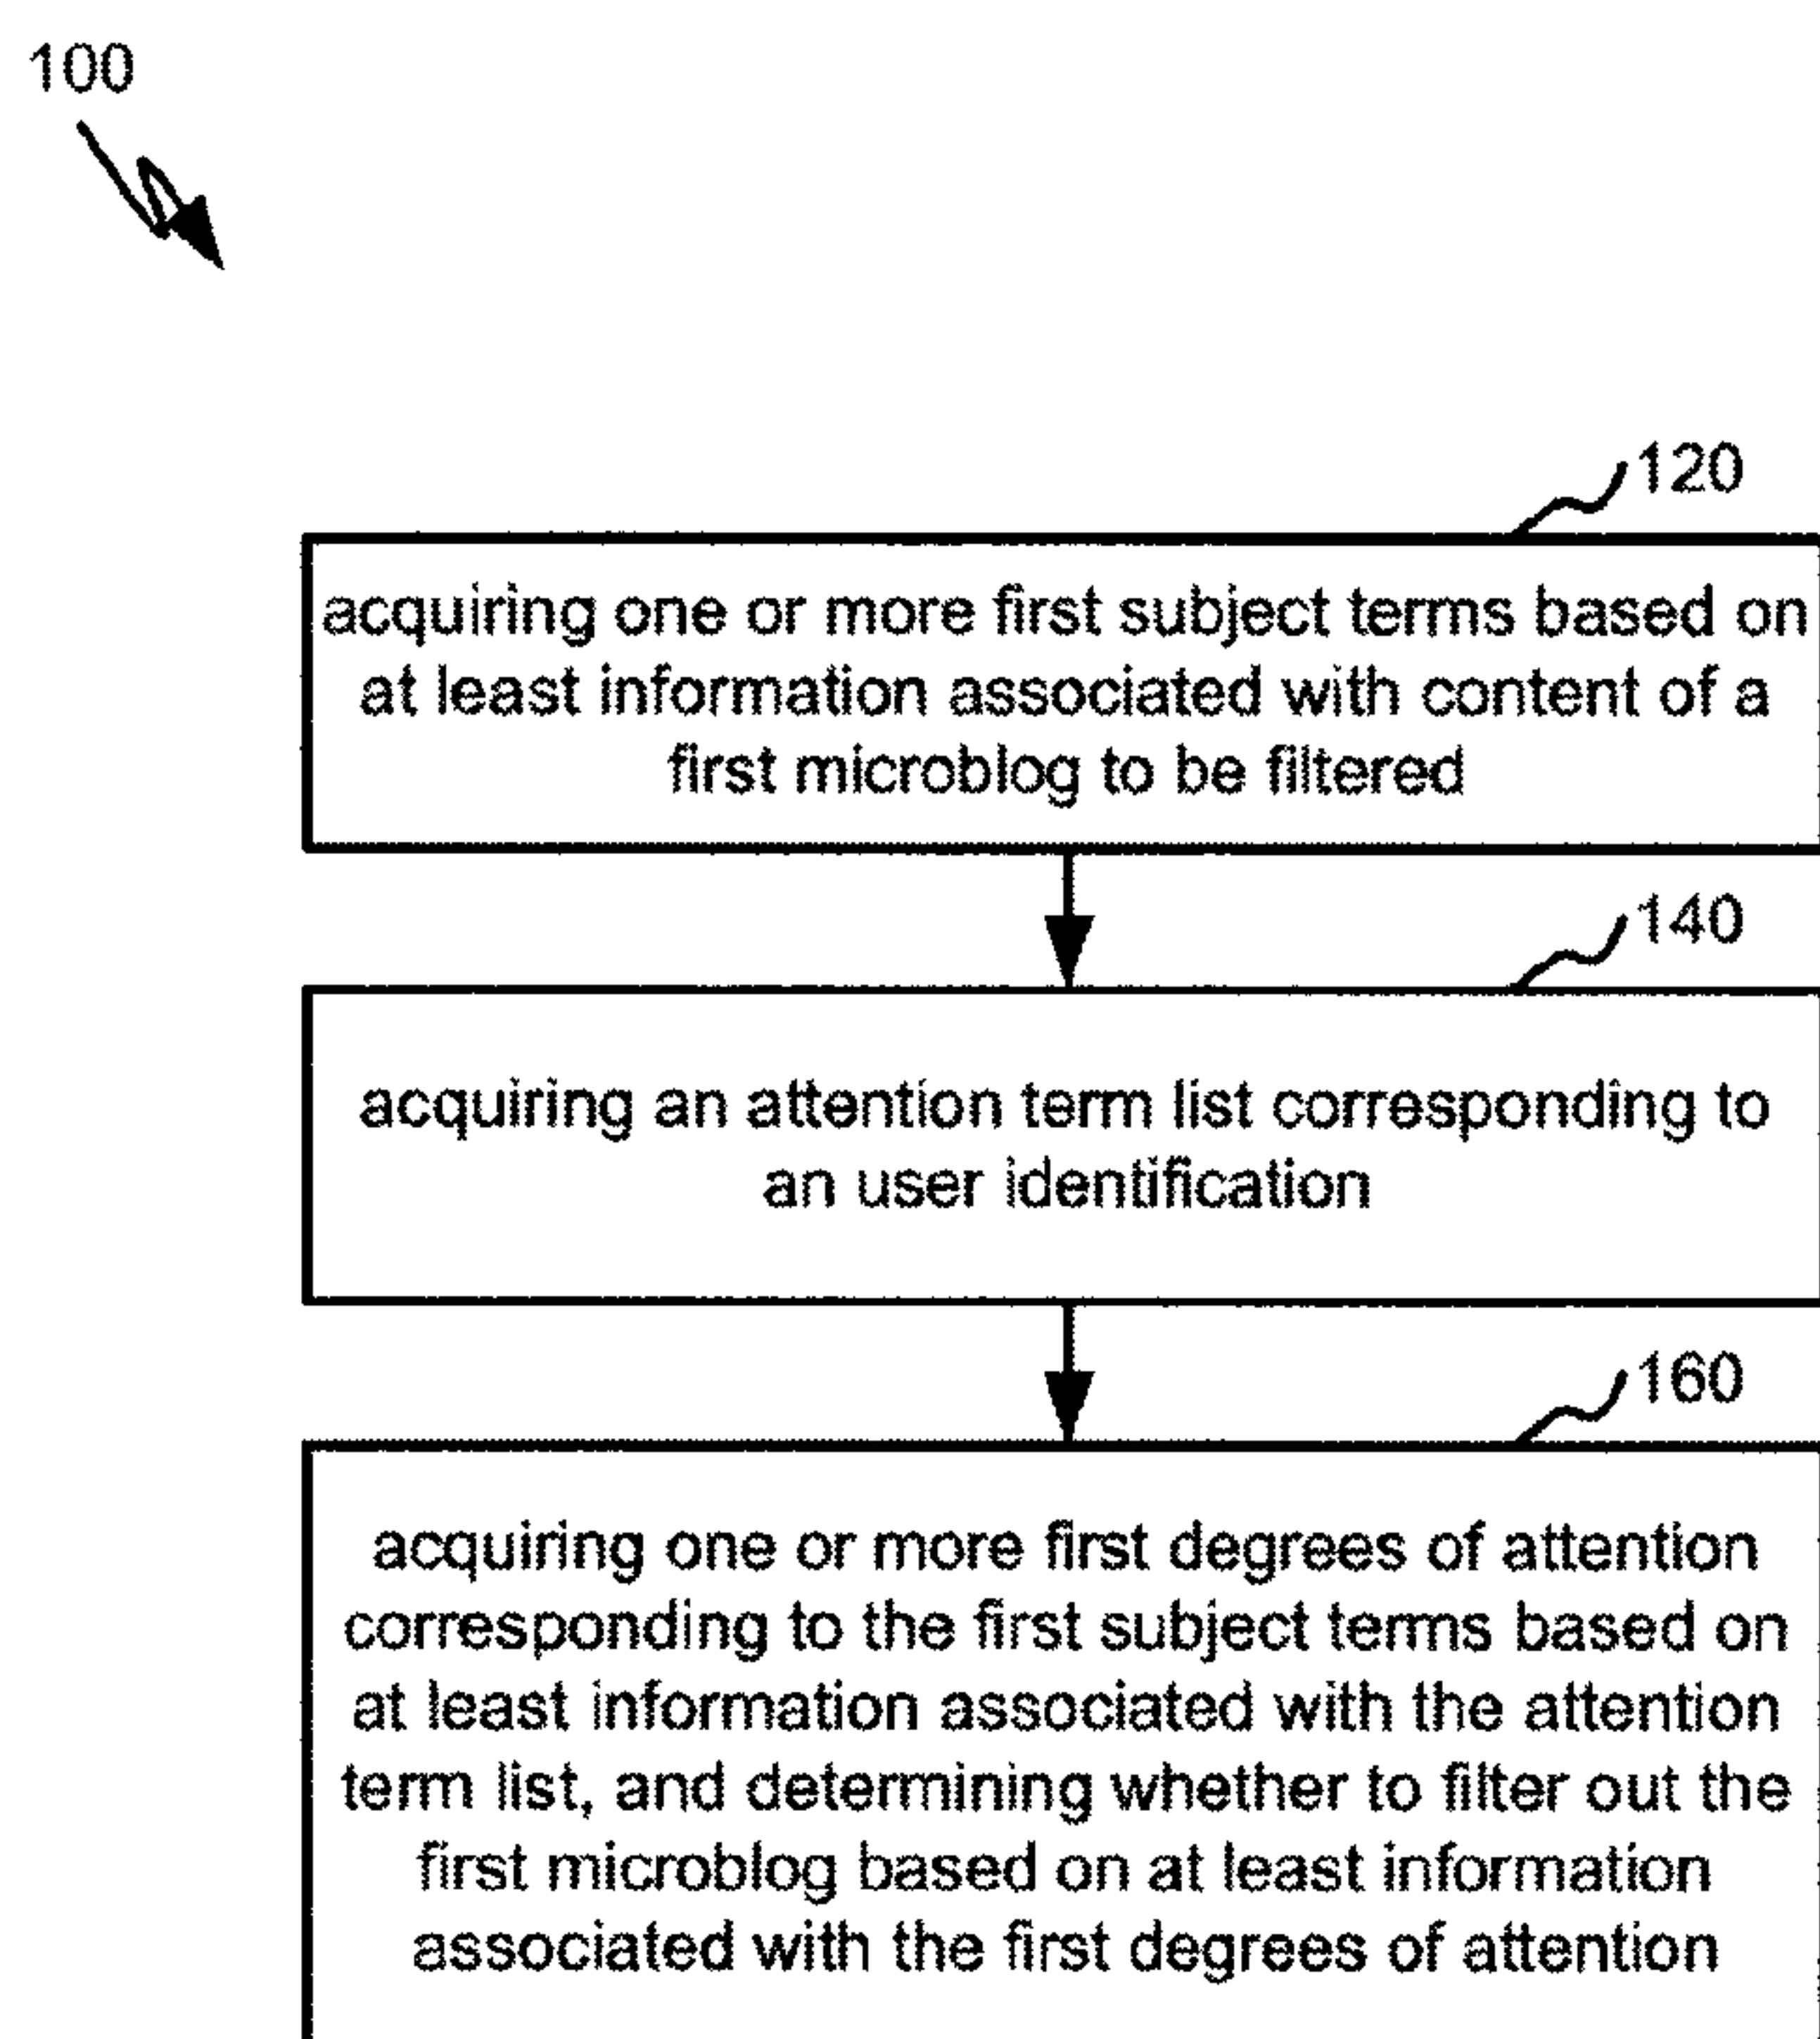 100
120
acquiring one or more first subject terms based on
at least information associated with content of a
first microblog to be filtered
140
acquiring an attention term list corresponding to
an user identification
160
acquiring one or more first degrees of attention
corresponding to the first subject terms based on
at least information associated with the attention
term list, and determining whether to filter out the
first microblog based on at least information
associated with the first degrees of attention